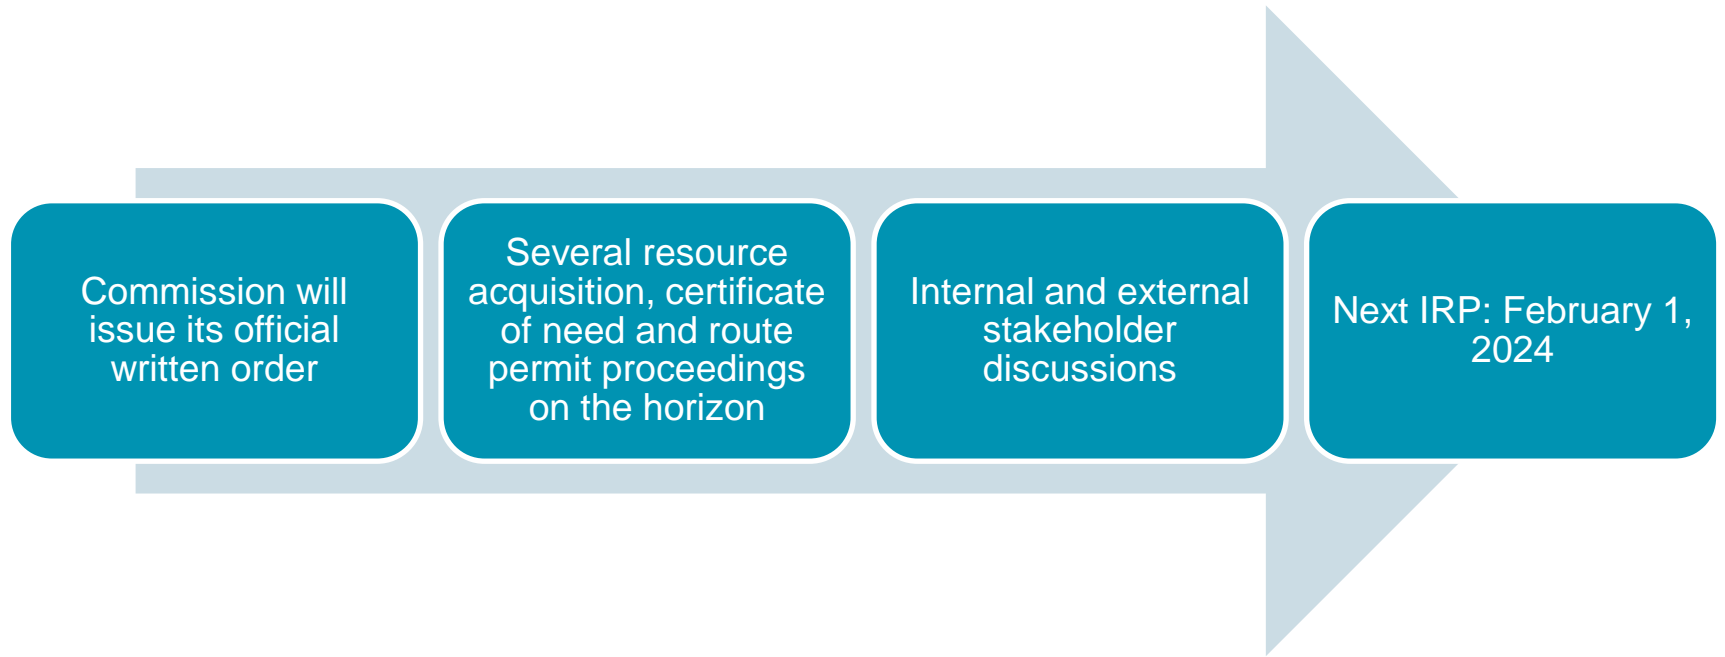 Commission will
issue its official
written order
Several resource
acquisition, certificate
of need and route
permit proceedings
on the horizon
Internal and external
stakeholder
discussions
Next IRP: February 1,
2024